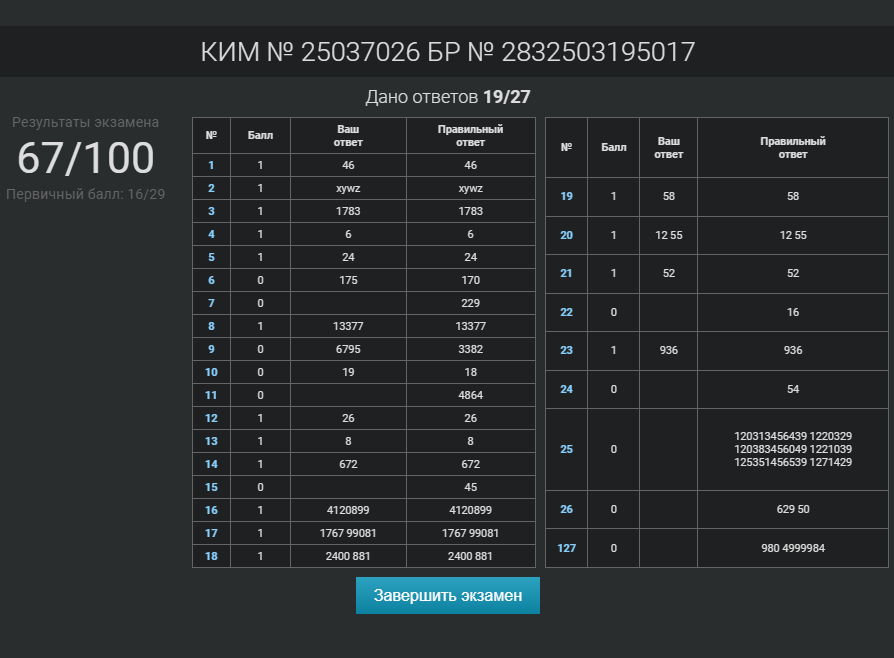 КИМ № 25037026 БР № 2832503195017
Дано ответов 19/27
Результаты экзамена
67/100
Первичный балл: 16/29
№ Балл Ваш ответ Правильный ответ
1 1 46 46
2 1 xywz xywz
3 1 1783 1783
4 1 6 6
5 1 24 24
6 0 175 170
7 0 229
8 1 13377 13377
9 0 6795 3382
10 0 19 18
11 0 4864
12 1 26 26
13 1 8 8
14 1 672 672
15 0 45
16 1 4120899 4120899
17 1 1767 99081 1767 99081
18 1 2400 881 2400 881
№ Балл Ваш ответ Правильный ответ
19 1 58 58
20 1 12 55 12 55
21 1 52 52
22 0 16
23 1 936 936
24 0 54
25 0 120313456439 1220329
120383456049 1221039
125351456539 1271429
26 0 629 50
127 0 980 4999984
Завершить экзамен